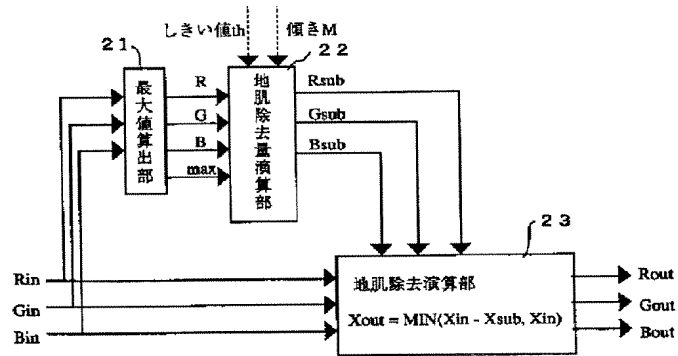 しきい値th 傾きM
21
22
最大値算出部
R
G
B
max
地肌除去量演算部
Rsub
Gsub
Bsub
23
Rin
Gin
Bin
地肌除去演算部
Xout = MIN(Xin - Xsub, Xin)
Rout
Gout
Bout